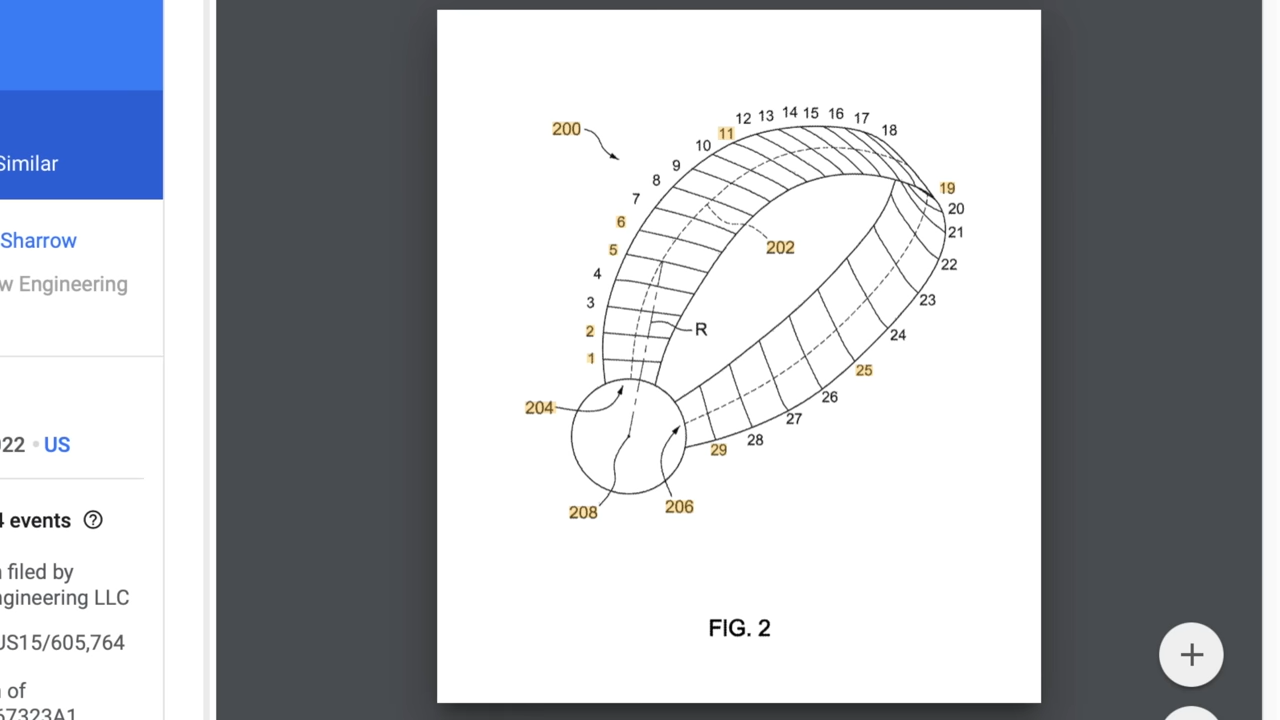 Similar
Sharrow
w Engineering
022 • US
4 events ?
filed by
gineering LLC
US15/605,764
of
67323A1
200
12 13 14 15 16 17 18
11
10
9
8
7
6
5
4
3
2
1
19
20
21
22
23
24
25
26
27
28
29
202
R
204
208
206
FIG. 2
+